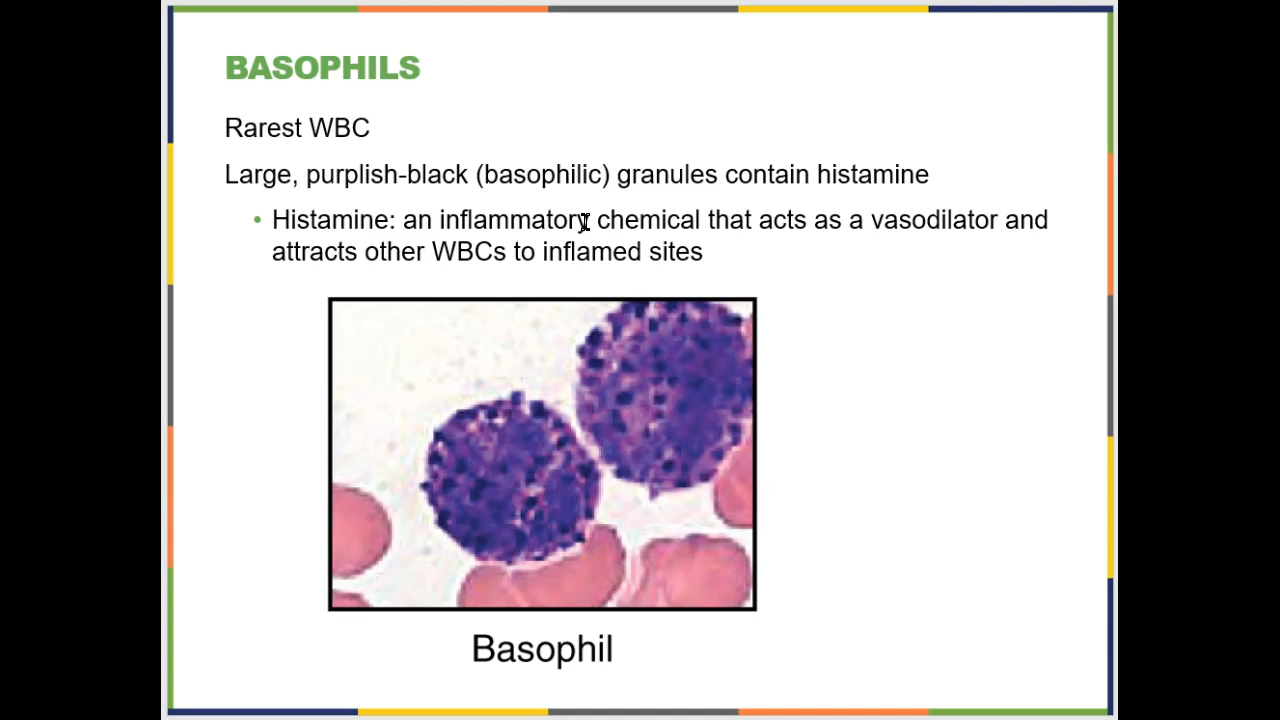 BASOPHILS
Rarest WBC
Large, purplish-black (basophilic) granules contain histamine
• Histamine: an inflammatory chemical that acts as a vasodilator and
attracts other WBCs to inflamed sites
Basophil